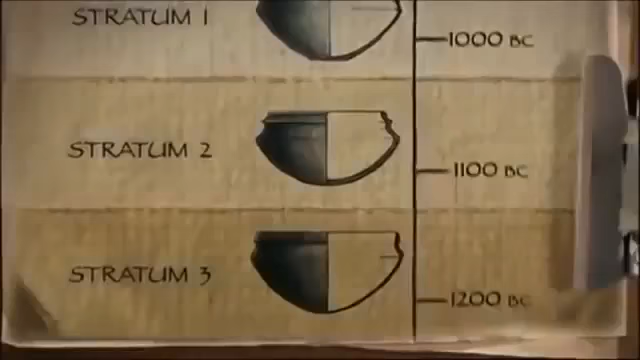 STRATUM 1
1000 BC
STRATUM 2
1100 BC
STRATUM 3
1200 BC